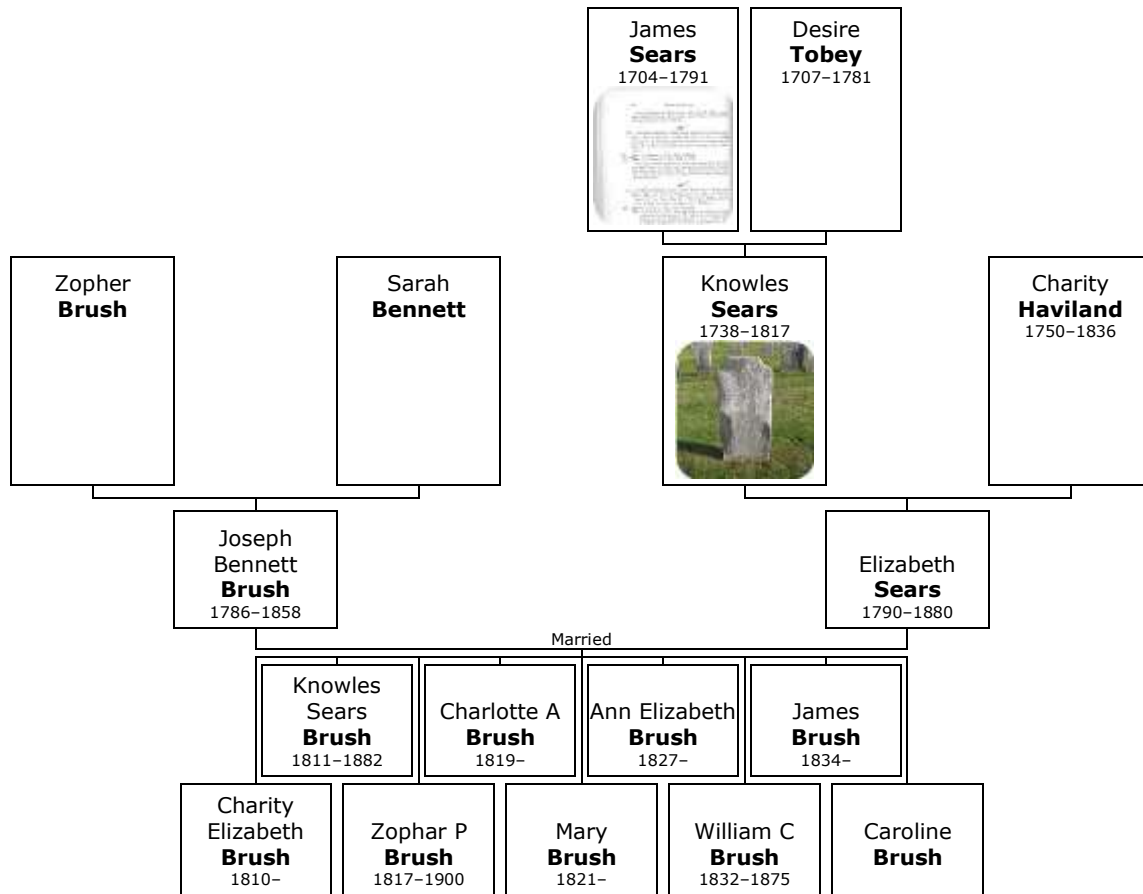 James
Sears
1704–1791
Desire
Tobey
1707–1781
Zopher
Brush
Sarah
Bennett
Knowles
Sears
1738–1817
Charity
Haviland
1750–1836
Joseph
Bennett
Brush
1786–1858
Elizabeth
Sears
1790–1880
Married
Knowles
Sears
Brush
1811–1882
Charlotte A
Brush
1819–
Ann Elizabeth
Brush
1827–
James
Brush
1834–
Charity
Elizabeth
Brush
1810–
Zophar P
Brush
1817–1900
Mary
Brush
1821–
William C
Brush
1832–1875
Caroline
Brush